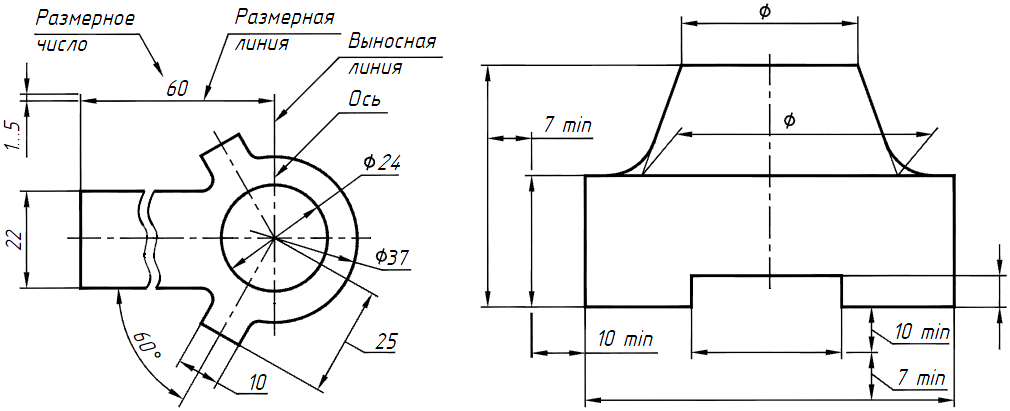 Размерное
число
Размерная
линия
Выносная
линия
60
Ось
1...5
ϕ24
22
ϕ37
60°
25
10
ϕ
7 min
ϕ
10 min
10 min
7 min